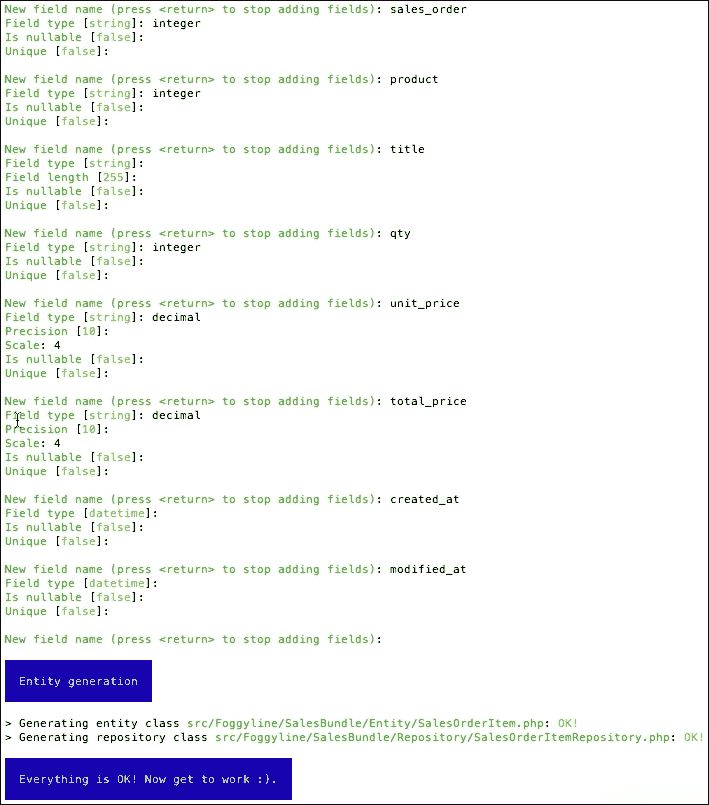 New field name (press <return> to stop adding fields): sales_order
Field type [string]: integer
Is nullable [false]:
Unique [false]:
New field name (press <return> to stop adding fields): product
Field type [string]: integer
Is nullable [false]:
Unique [false]:
New field name (press <return> to stop adding fields): title
Field type [string]:
Field length [255]:
Is nullable [false]:
Unique [false]:
New field name (press <return> to stop adding fields): qty
Field type [string]: integer
Is nullable [false]:
Unique [false]:
New field name (press <return> to stop adding fields): unit_price
Field type [string]: decimal
Precision [10]:
Scale: 4
Is nullable [false]:
Unique [false]:
New field name (press <return> to stop adding fields): total_price
Field type [string]: decimal
Precision [10]:
Scale: 4
Is nullable [false]:
Unique [false]:
New field name (press <return> to stop adding fields): created_at
Field type [datetime]:
Is nullable [false]:
Unique [false]:
New field name (press <return> to stop adding fields): modified_at
Field type [datetime]:
Is nullable [false]:
Unique [false]:
New field name (press <return> to stop adding fields):
Entity generation
> Generating entity class src/Foggyline/SalesBundle/Entity/SalesOrderItem.php: OK!
> Generating repository class src/Foggyline/SalesBundle/Repository/SalesOrderItemRepository.php: OK!
Everything is OK! Now get to work :).